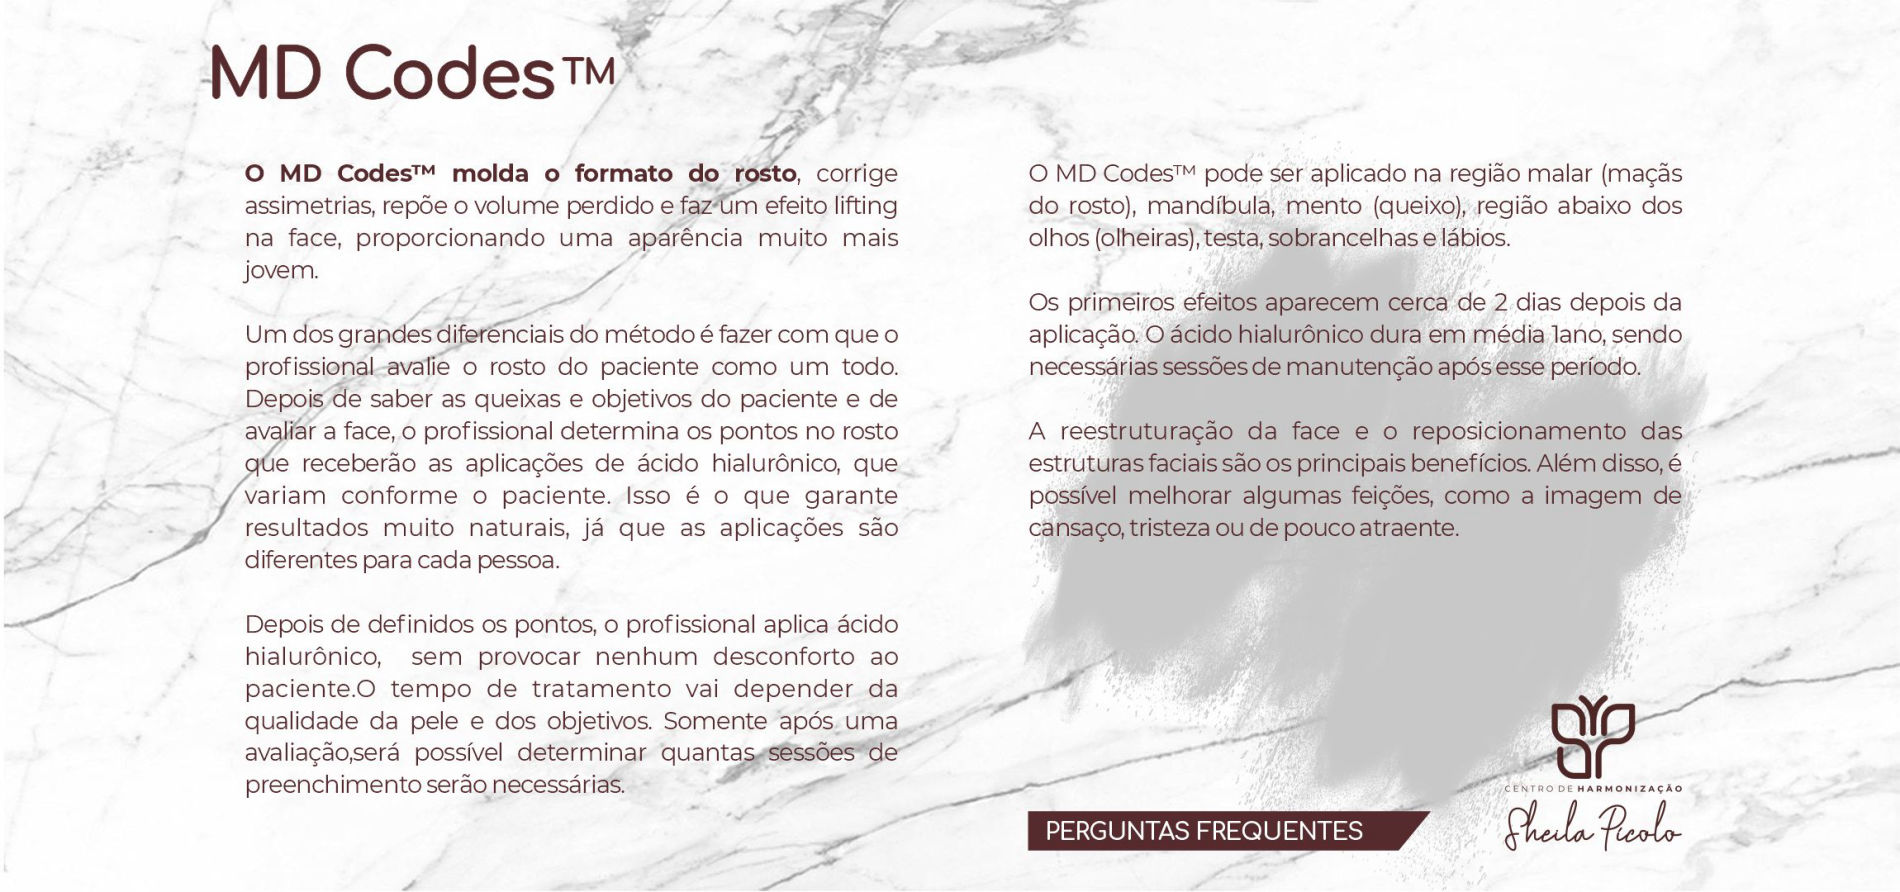 MD Codes™
O MD Codes™ molda o formato do rosto, corrige
assimetrias, repõe o volume perdido e faz um efeito lifting
na face, proporcionando uma aparência muito mais
jovem.
Um dos grandes diferenciais do método é fazer com que o
profissional avalie o rosto do paciente como um todo.
Depois de saber as queixas e objetivos do paciente e de
avaliar a face, o profissional determina os pontos no rosto
que receberão as aplicações de ácido hialurônico, que
variam conforme o paciente. Isso é o que garante
resultados muito naturais, já que as aplicações são
diferentes para cada pessoa.
Depois de definidos os pontos, o profissional aplica ácido
hialurônico, sem provocar nenhum desconforto ao
paciente.O tempo de tratamento vai depender da
qualidade da pele e dos objetivos. Somente após uma
avaliação,será possível determinar quantas sessões de
preenchimento serão necessárias.
O MD Codes™ pode ser aplicado na região malar (maçãs
do rosto), mandíbula, mento (queixo), região abaixo dos
olhos (olheiras), testa, sobrancelhas e lábios.
Os primeiros efeitos aparecem cerca de 2 dias depois da
aplicação. O ácido hialurônico dura em média 1ano, sendo
necessárias sessões de manutenção após esse período.
A reestruturação da face e o reposicionamento das
estruturas faciais são os principais benefícios. Além disso, é
possível melhorar algumas feições, como a imagem de
cansaço, tristeza ou de pouco atraente.
PERGUNTAS FREQUENTES
CENTRO DE HARMONIZAÇÃO
Sheila Picolo